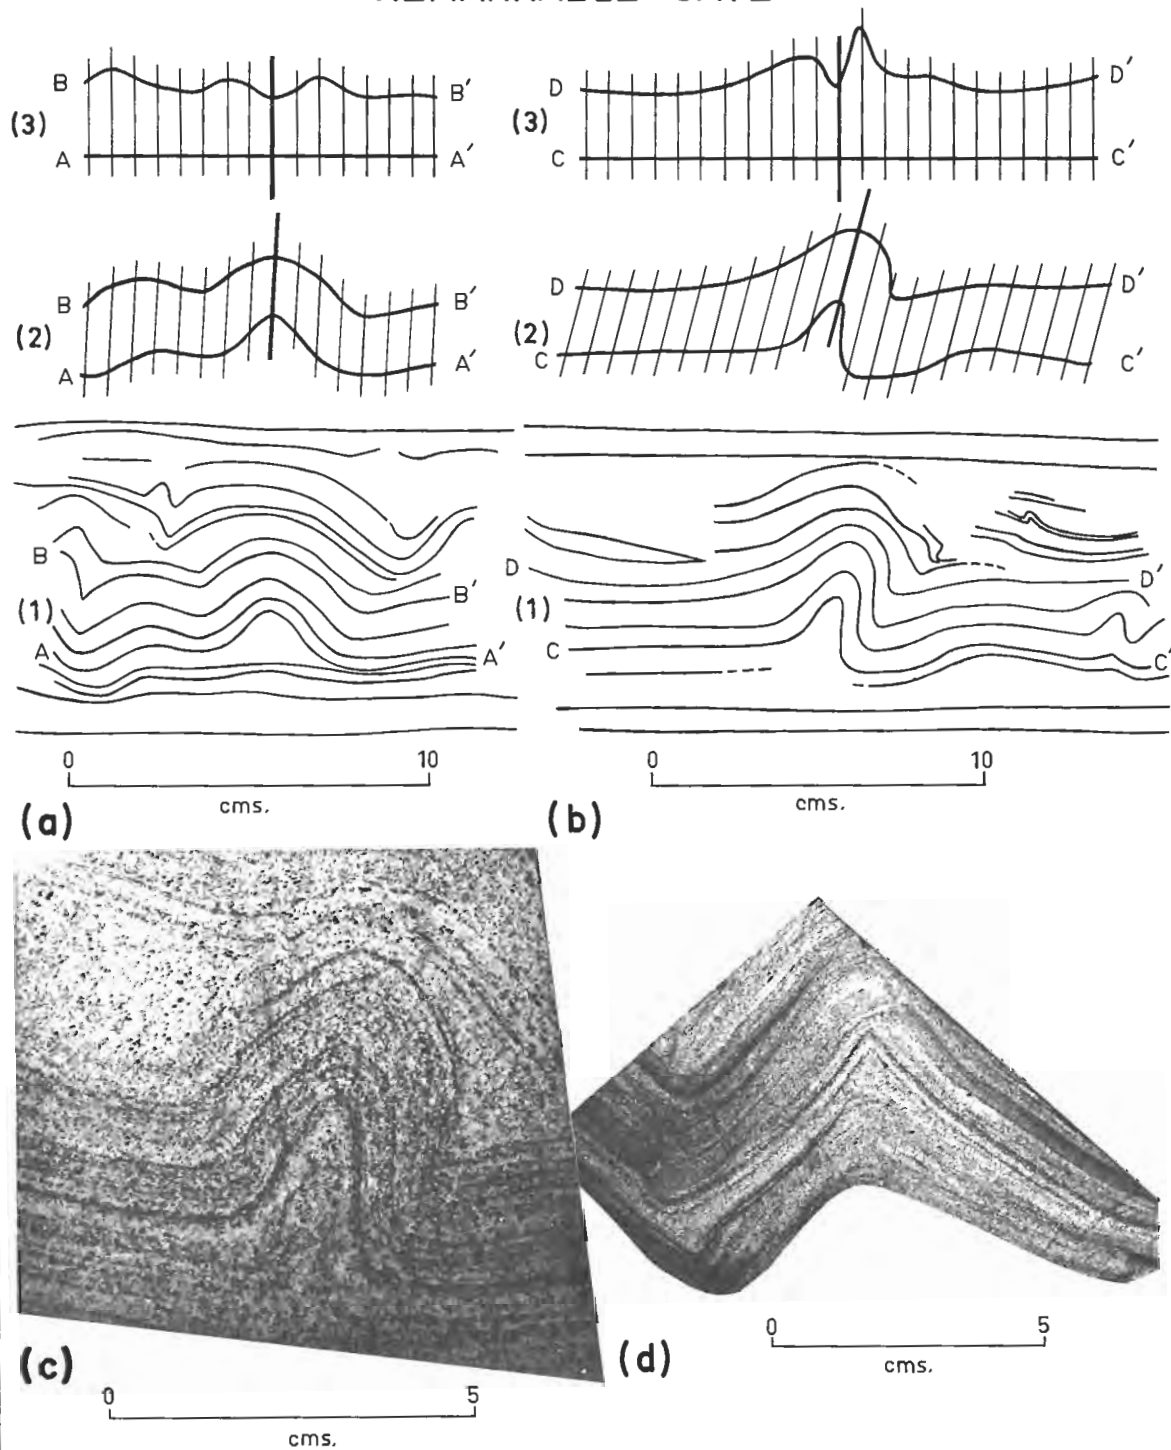 B B′
(3)
A A′
D D′
(3)
C C′
B B′
(2)
A A′
D D′
(2)
C C′
B B′
(1)
A A′
D D′
(1)
C C′
0 10
cms.
(a)
0 10
cms.
(b)
(c)
0 5
cms.
(d)
0 5
cms.